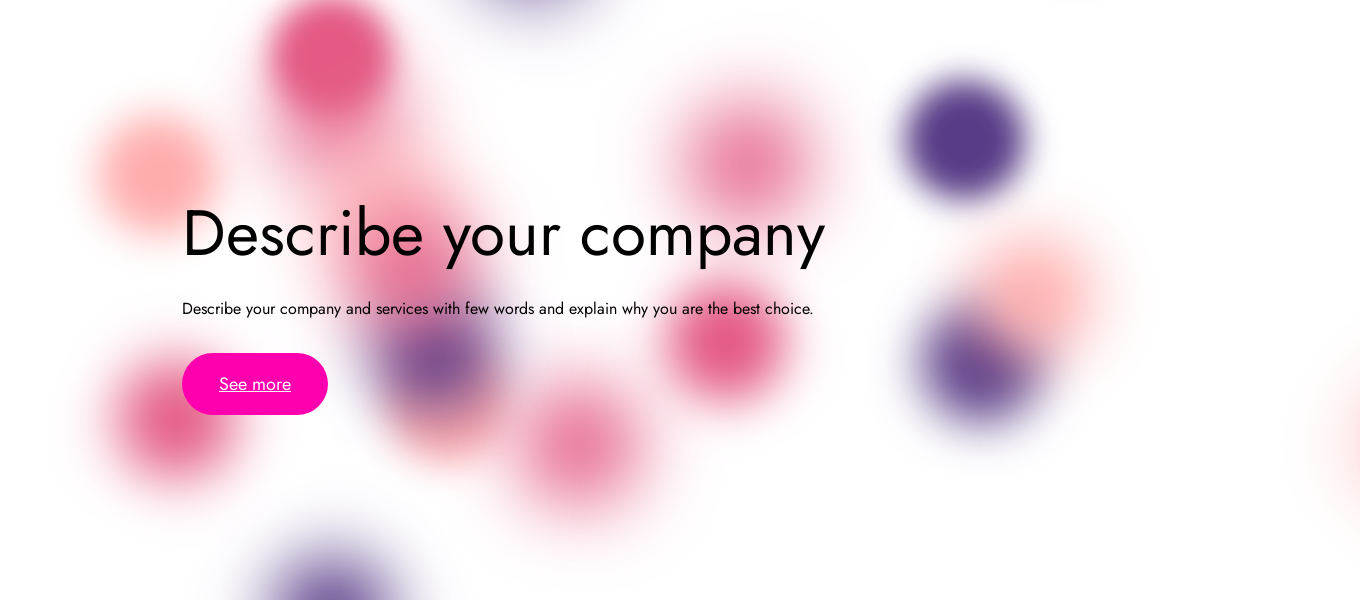 Describe your company
Describe your company and services with few words and explain why you are the best choice.
See more